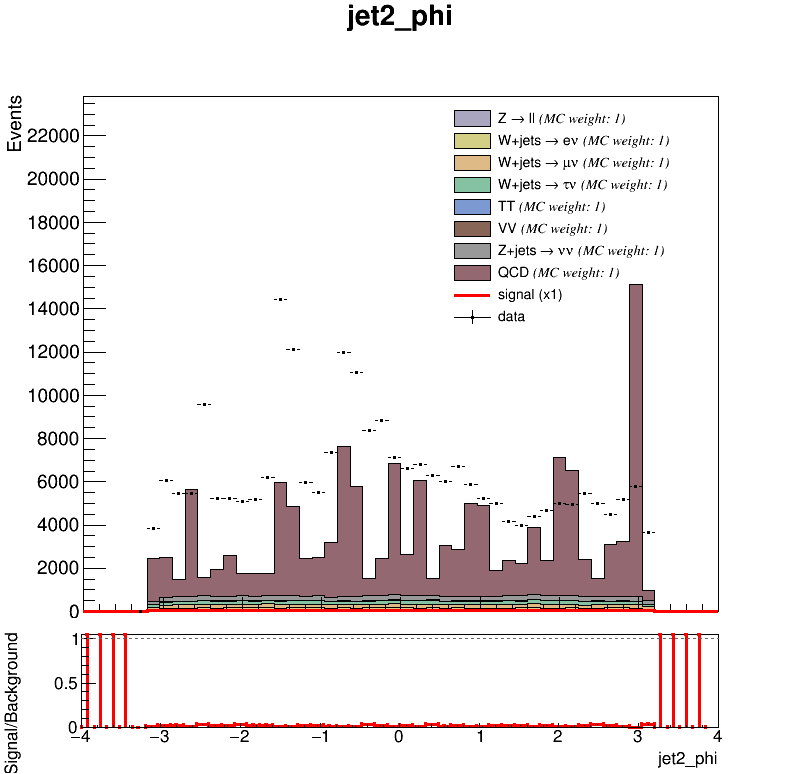 jet2_phi
Events
22000
20000
18000
16000
14000
12000
10000
8000
6000
4000
2000
0
Z → ll (MC weight: 1)
W+jets → eν (MC weight: 1)
W+jets → μν (MC weight: 1)
W+jets → τν (MC weight: 1)
TT (MC weight: 1)
VV (MC weight: 1)
Z+jets → νν (MC weight: 1)
QCD (MC weight: 1)
signal (x1)
data
Signal/Background
1
0.5
0
−4 −3 −2 −1 0 1 2 3 4
jet2_phi